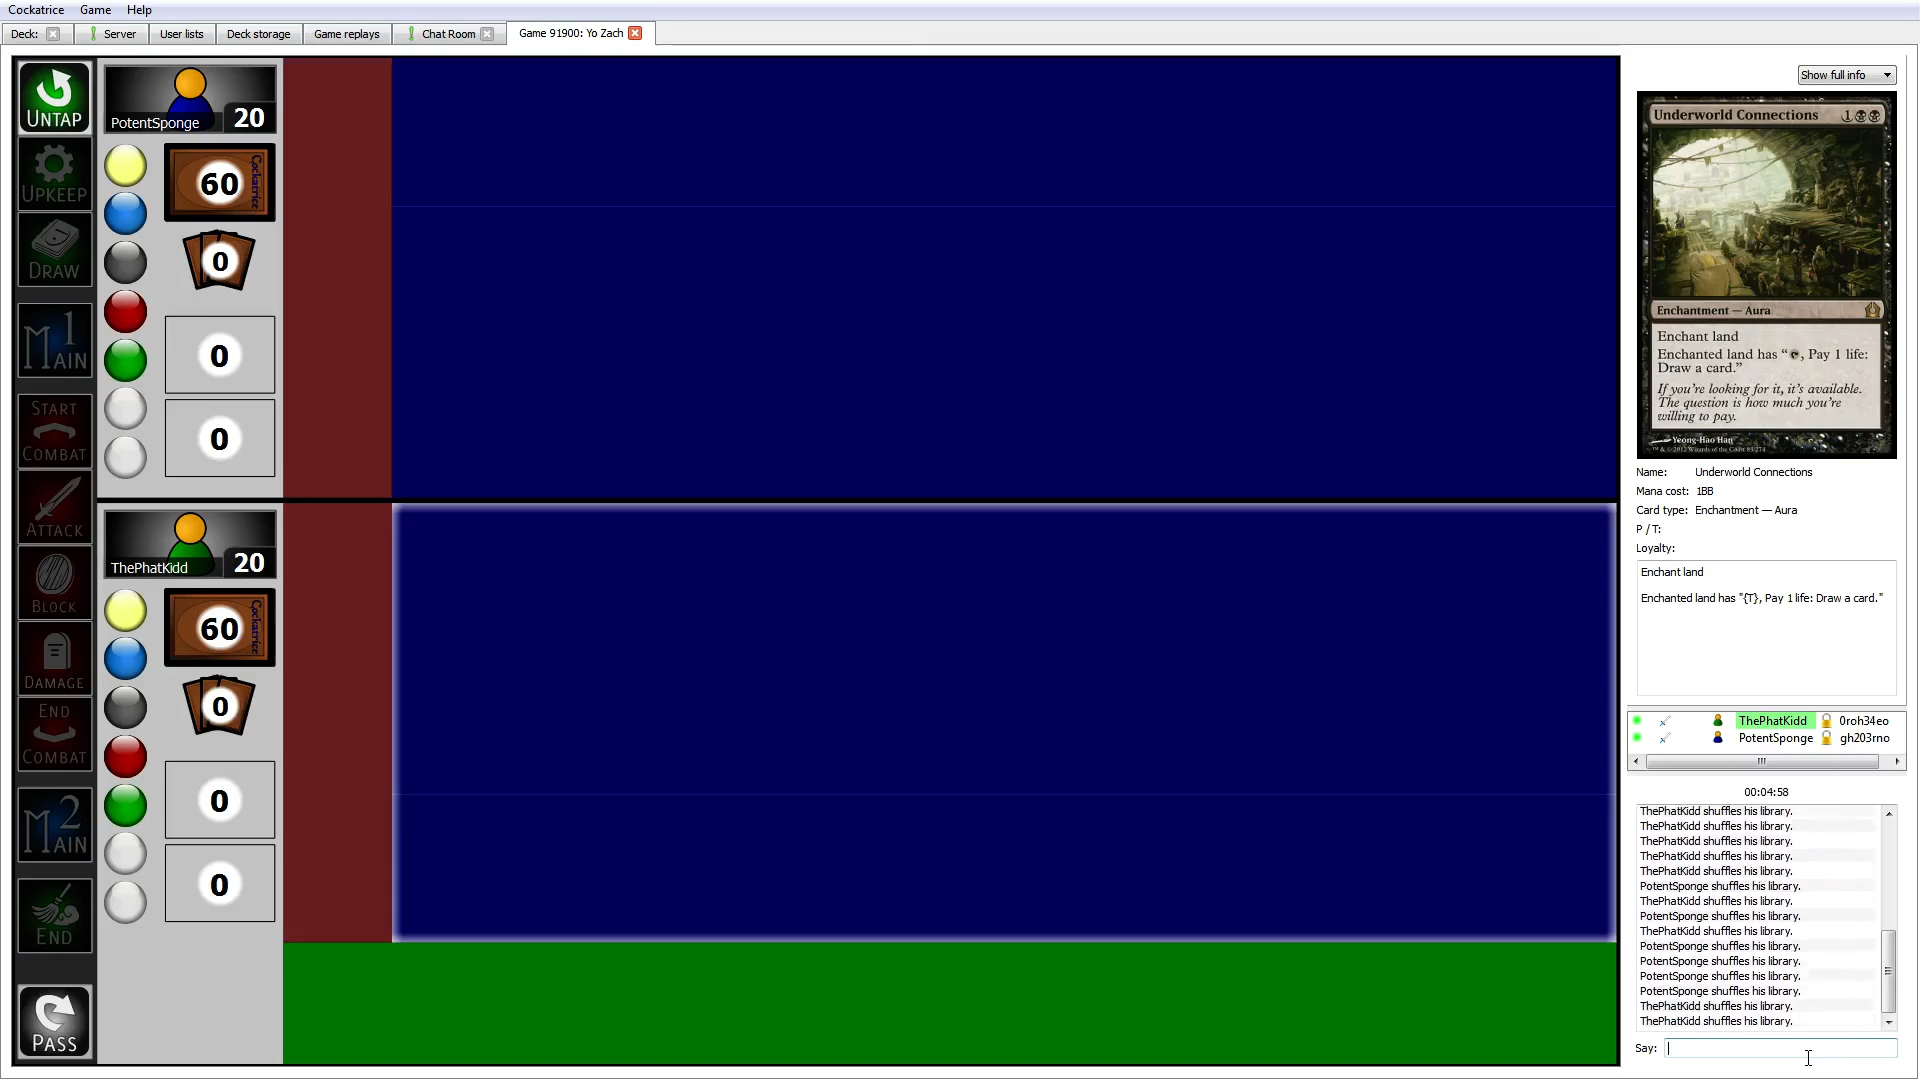 Cockatrice Game Help
Deck: Server User lists Deck storage Game replays Chat Room Game 91900: Yo Zach
UNTAP
UPKEEP
DRAW
MAIN 1
START
COMBAT
ATTACK
BLOCK
DAMAGE
END
COMBAT
MAIN 2
END
PASS
PotentSponge 20
60
Cockatrice
0
0
0
ThePhatKidd 20
60
Cockatrice
0
0
0
Show full info
Underworld Connections 1
Enchantment — Aura
Enchant land
Enchanted land has “ , Pay 1 life:
Draw a card.”
If you're looking for it, it's available.
The question is how much you're
willing to pay.
Yeong-Hao Han
Name: Underworld Connections
Mana cost: 1BB
Card type: Enchantment — Aura
P / T:
Loyalty:
Enchant land
Enchanted land has "{T}, Pay 1 life: Draw a card."
ThePhatKidd 0roh34eo
PotentSponge gh203rno
00:04:58
ThePhatKidd shuffles his library.
ThePhatKidd shuffles his library.
ThePhatKidd shuffles his library.
ThePhatKidd shuffles his library.
ThePhatKidd shuffles his library.
PotentSponge shuffles his library.
ThePhatKidd shuffles his library.
PotentSponge shuffles his library.
ThePhatKidd shuffles his library.
PotentSponge shuffles his library.
PotentSponge shuffles his library.
PotentSponge shuffles his library.
PotentSponge shuffles his library.
ThePhatKidd shuffles his library.
ThePhatKidd shuffles his library.
Say: